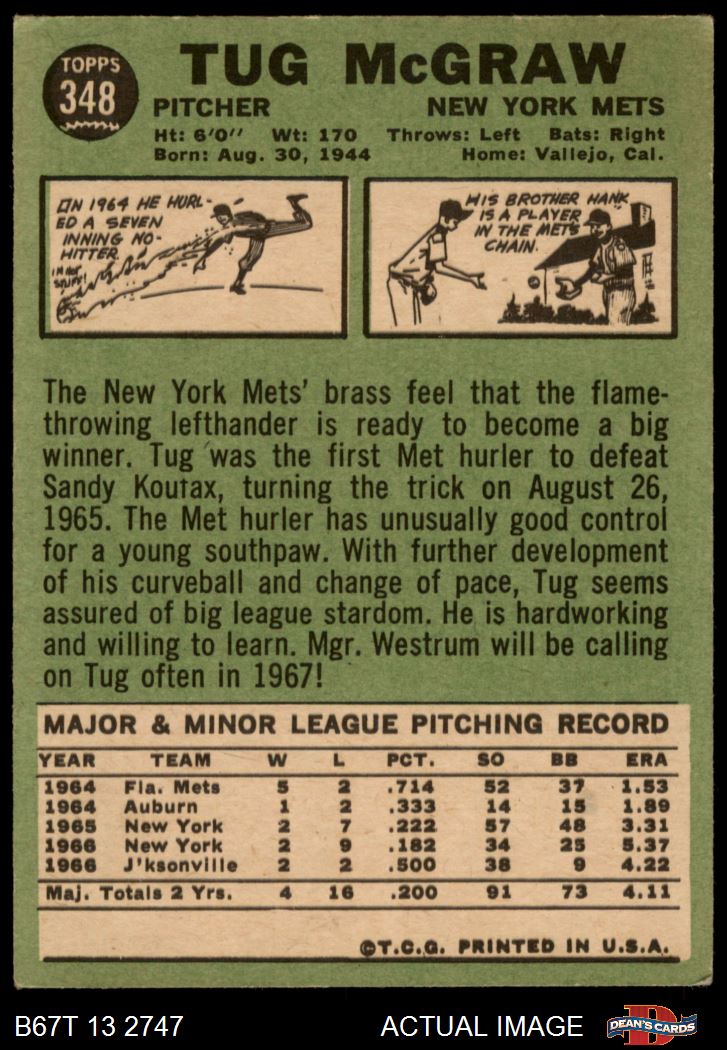 TOPPS
348
TUG McGRAW
PITCHER NEW YORK METS
Ht: 6'0'' Wt: 170 Throws: Left Bats: Right
Born: Aug. 30, 1944 Home: Vallejo, Cal.
IN 1964 HE HURL-
ED A SEVEN
INNING NO-
HITTER.
I'M HOT
STUFF!
HIS BROTHER HANK
IS A PLAYER
IN THE METS
CHAIN.
The New York Mets' brass feel that the flame-
throwing lefthander is ready to become a big
winner. Tug was the first Met hurler to defeat
Sandy Koufax, turning the trick on August 26,
1965. The Met hurler has unusually good control
for a young southpaw. With further development
of his curveball and change of pace, Tug seems
assured of big league stardom. He is hardworking
and willing to learn. Mgr. Westrum will be calling
on Tug often in 1967!
MAJOR & MINOR LEAGUE PITCHING RECORD
YEAR TEAM W L PCT. SO BB ERA
1964 Fla. Mets 5 2 .714 52 37 1.53
1964 Auburn 1 2 .333 14 15 1.89
1965 New York 2 7 .222 57 48 3.31
1966 New York 2 9 .182 34 25 5.37
1966 J'ksonville 2 2 .500 38 9 4.22
Maj. Totals 2 Yrs. 4 16 .200 91 73 4.11
©T.C.G. PRINTED IN U.S.A.
B67T 13 2747 ACTUAL IMAGE DEAN'S CARDS